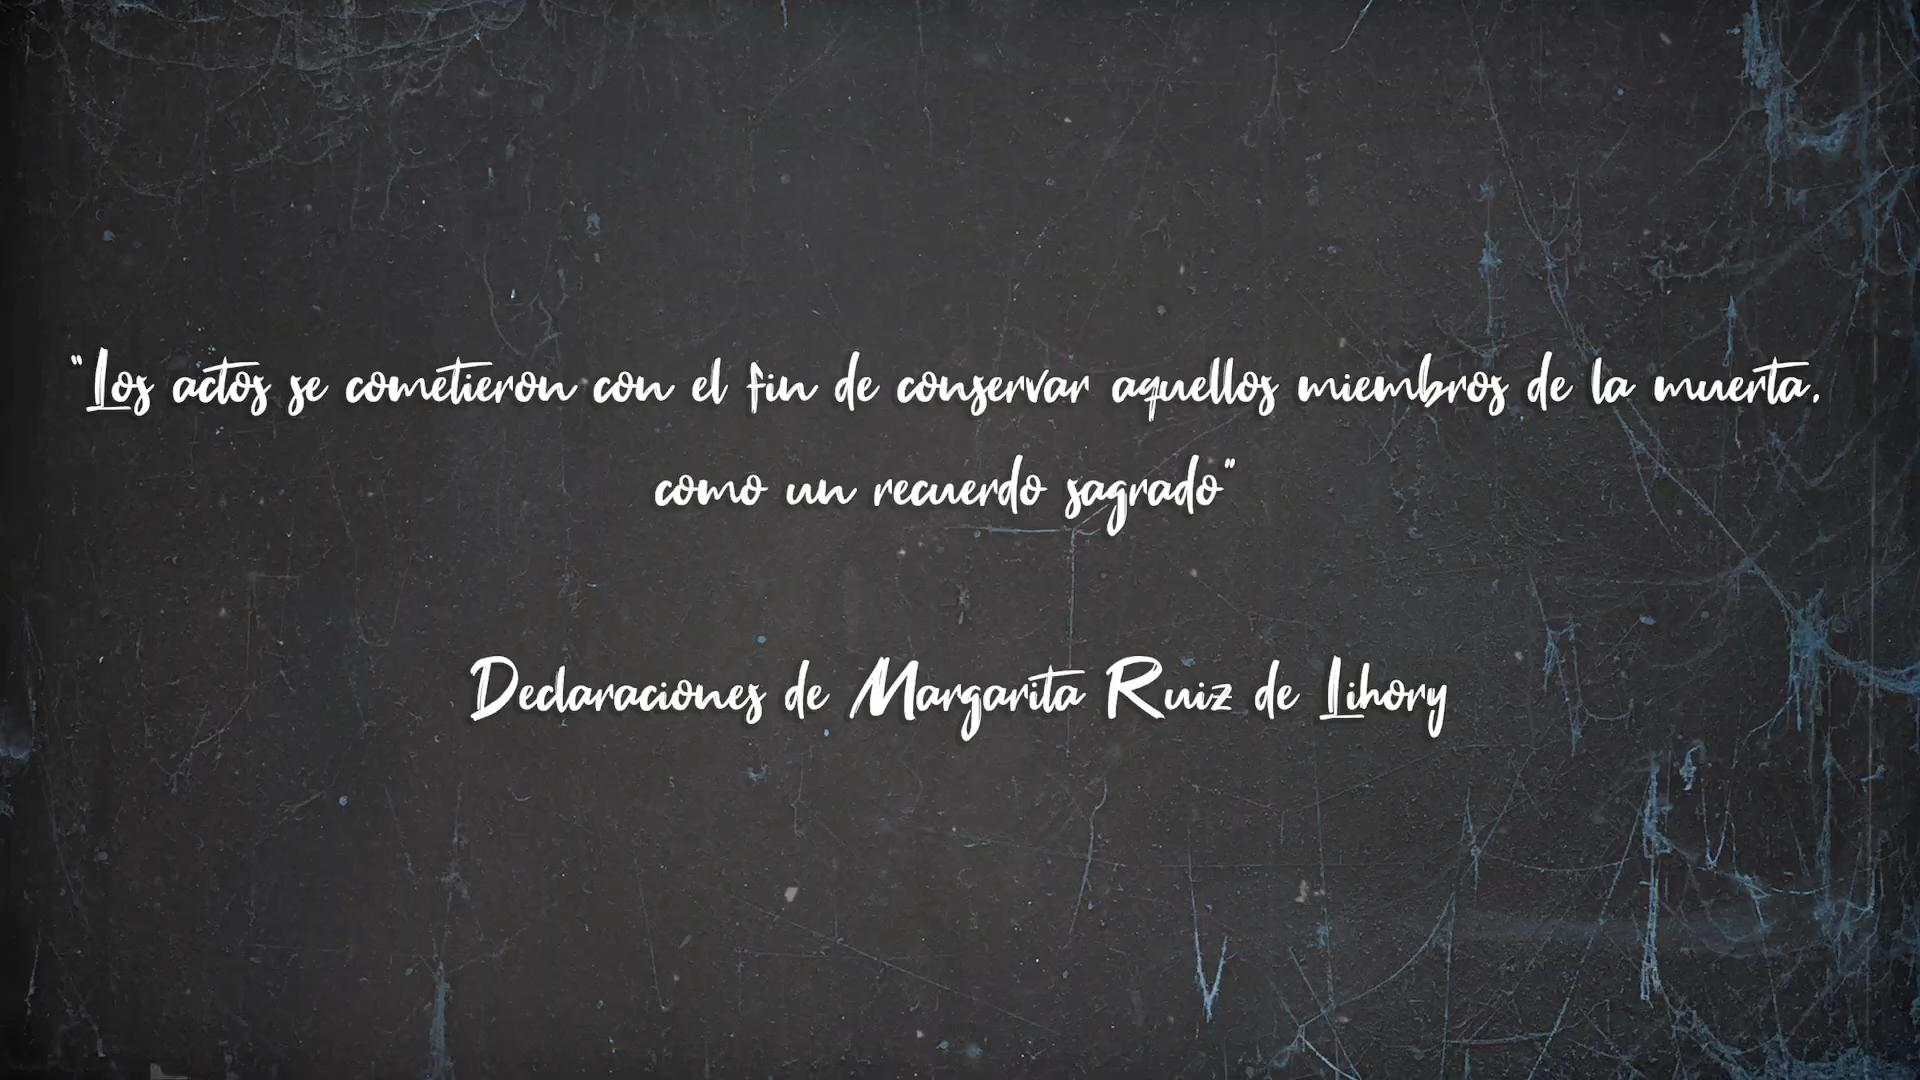 "Los actos se cometieron con el fin de conservar aquellos miembros de la muerta,
como un recuerdo sagrado"
Declaraciones de Margarita Ruiz de Lihory